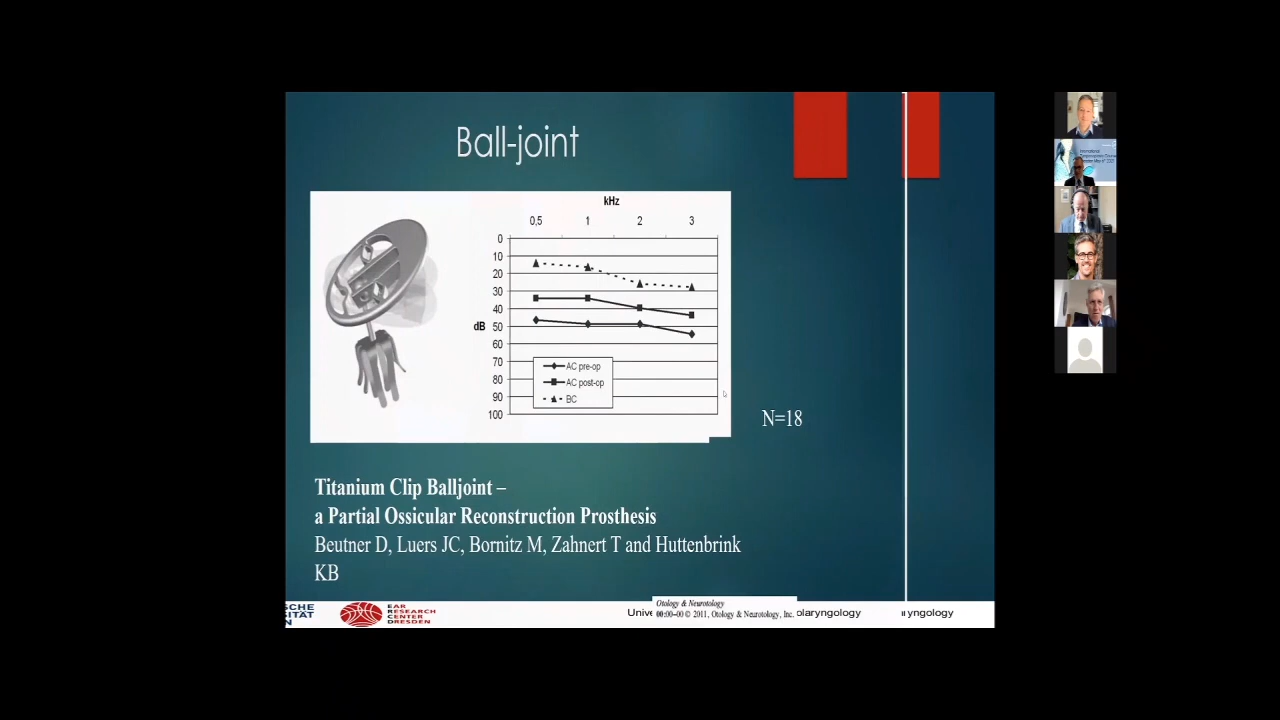 Ball-joint
kHz
0,5 1 2 3
0
10
20
30
40
dB 50
60
70
80
90
100
AC pre-op
AC post-op
BC
N=18
Titanium Clip Balljoint –
a Partial Ossicular Reconstruction Prosthesis
Beutner D, Luers JC, Bornitz M, Zahnert T and Huttenbrink
KB
SCHE
SITÄT
N
EAR
RESEARCH
CENTER
DRESDEN
Otology & Neurotology
00:00–00 © 2011, Otology & Neurotology, Inc.
Unive
olaryngology
yngology
International